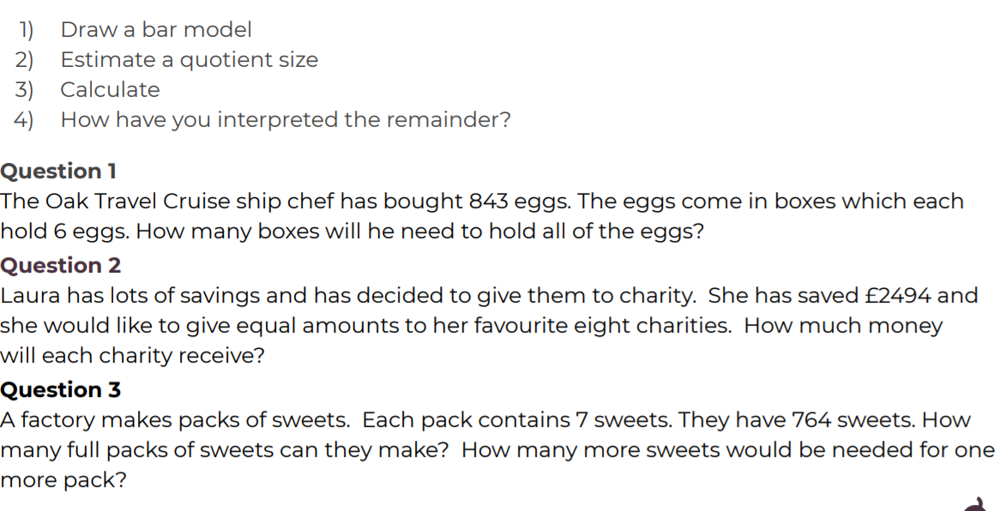 1) Draw a bar model
2) Estimate a quotient size
3) Calculate
4) How have you interpreted the remainder?
Question 1
The Oak Travel Cruise ship chef has bought 843 eggs. The eggs come in boxes which each
hold 6 eggs. How many boxes will he need to hold all of the eggs?
Question 2
Laura has lots of savings and has decided to give them to charity.  She has saved £2494 and
she would like to give equal amounts to her favourite eight charities.  How much money
will each charity receive?
Question 3
A factory makes packs of sweets.  Each pack contains 7 sweets. They have 764 sweets. How
many full packs of sweets can they make?  How many more sweets would be needed for one
more pack?